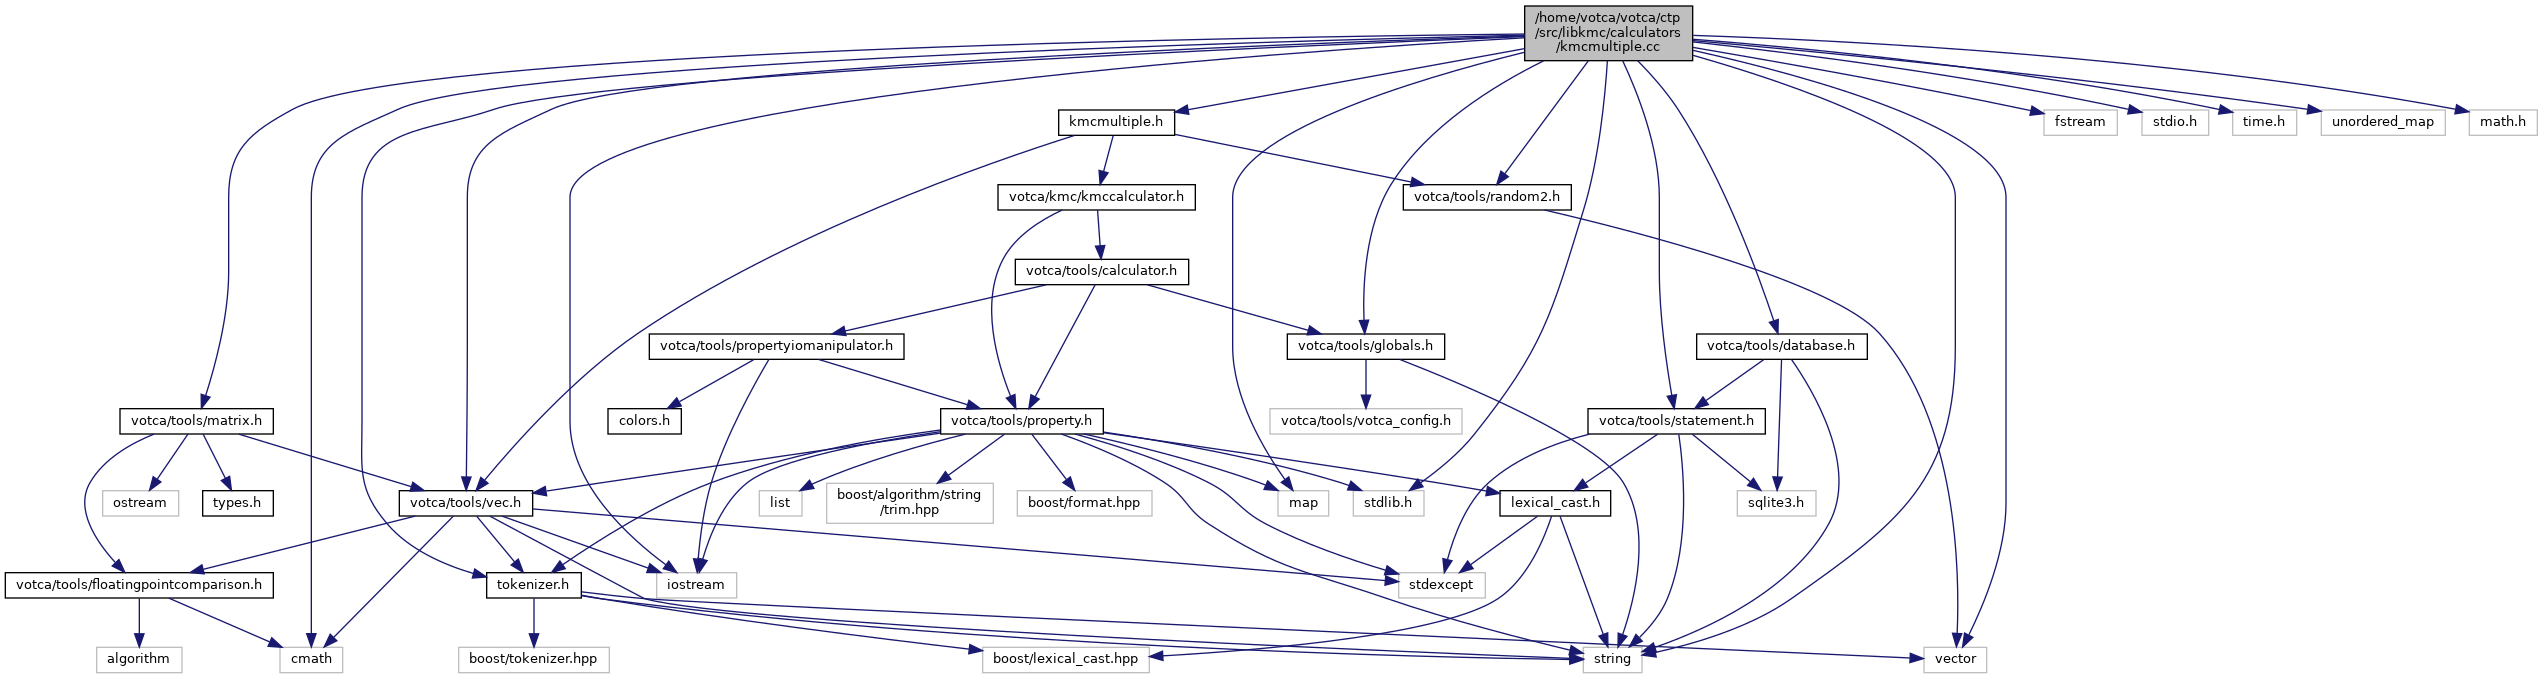 /home/votca/votca/ctp
/src/libkmc/calculators
/kmcmultiple.cc
kmcmultiple.h
fstream
stdio.h
time.h
unordered_map
math.h
votca/kmc/kmccalculator.h
votca/tools/random2.h
votca/tools/calculator.h
votca/tools/propertyiomanipulator.h
votca/tools/globals.h
votca/tools/database.h
votca/tools/matrix.h
colors.h
votca/tools/property.h
votca/tools/votca_config.h
votca/tools/statement.h
ostream
types.h
votca/tools/vec.h
list
boost/algorithm/string
/trim.hpp
boost/format.hpp
map
stdlib.h
lexical_cast.h
sqlite3.h
votca/tools/floatingpointcomparison.h
tokenizer.h
iostream
stdexcept
algorithm
cmath
boost/tokenizer.hpp
boost/lexical_cast.hpp
string
vector